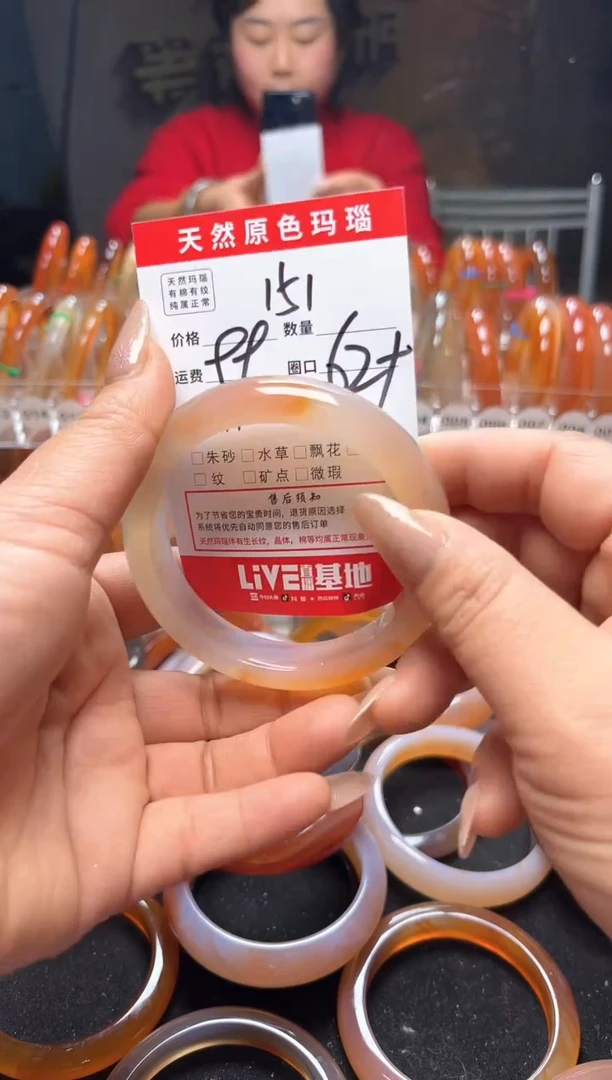 天然原色玛瑙
天然玛瑙
有棉有纹
纯属正常
151
价格 99 数量
运费 圈口 62+
□朱砂 □水草 □飘花 □
□纹 □矿点 □微瑕
售后须知
为了节省您的宝贵时间，退货原因选择
系统将优先自动同意您的售后订单
天然玛瑙伴有生长纹，晶体，棉等均属正常现象
LIVE直播基地